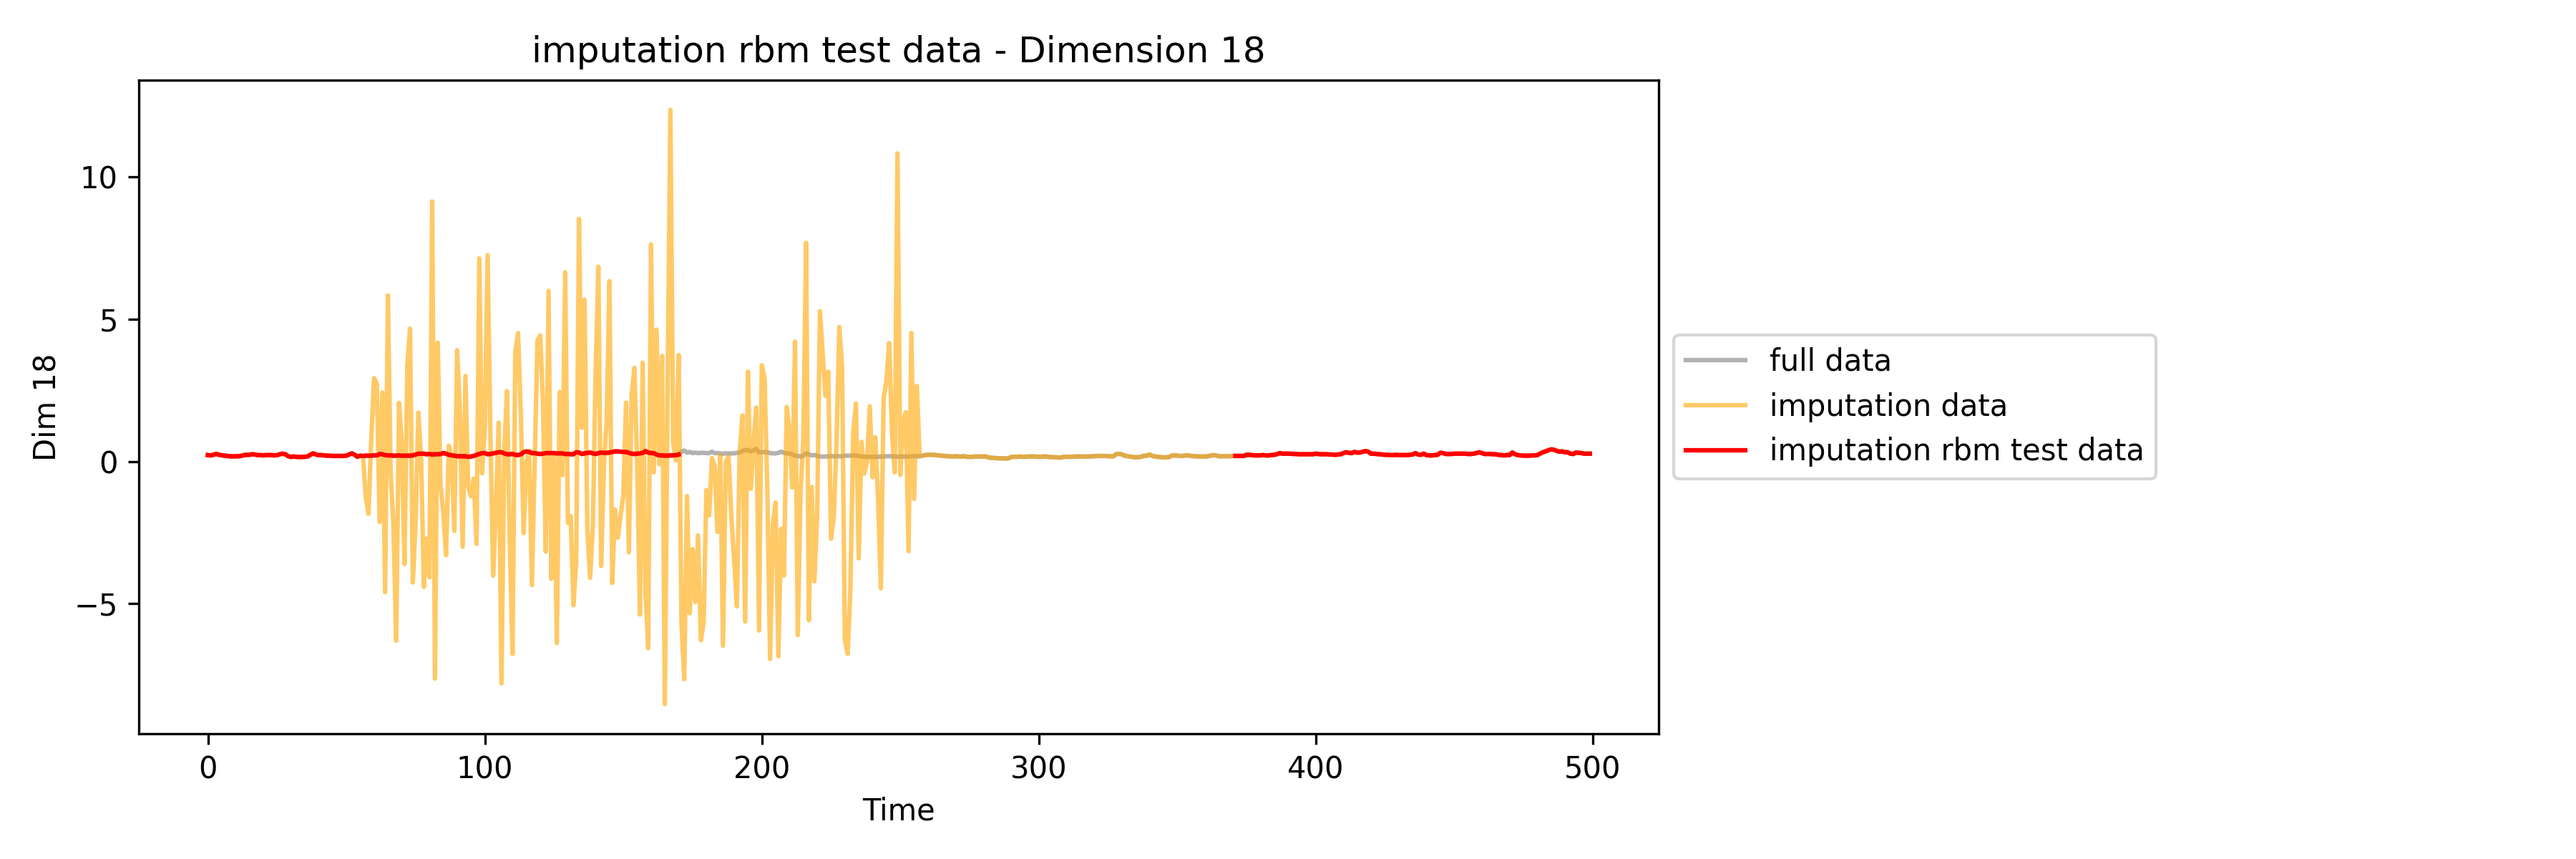 imputation rbm test data - Dimension 18
Dim 18
10
5
0
−5
0 100 200 300 400 500
Time
full data
imputation data
imputation rbm test data